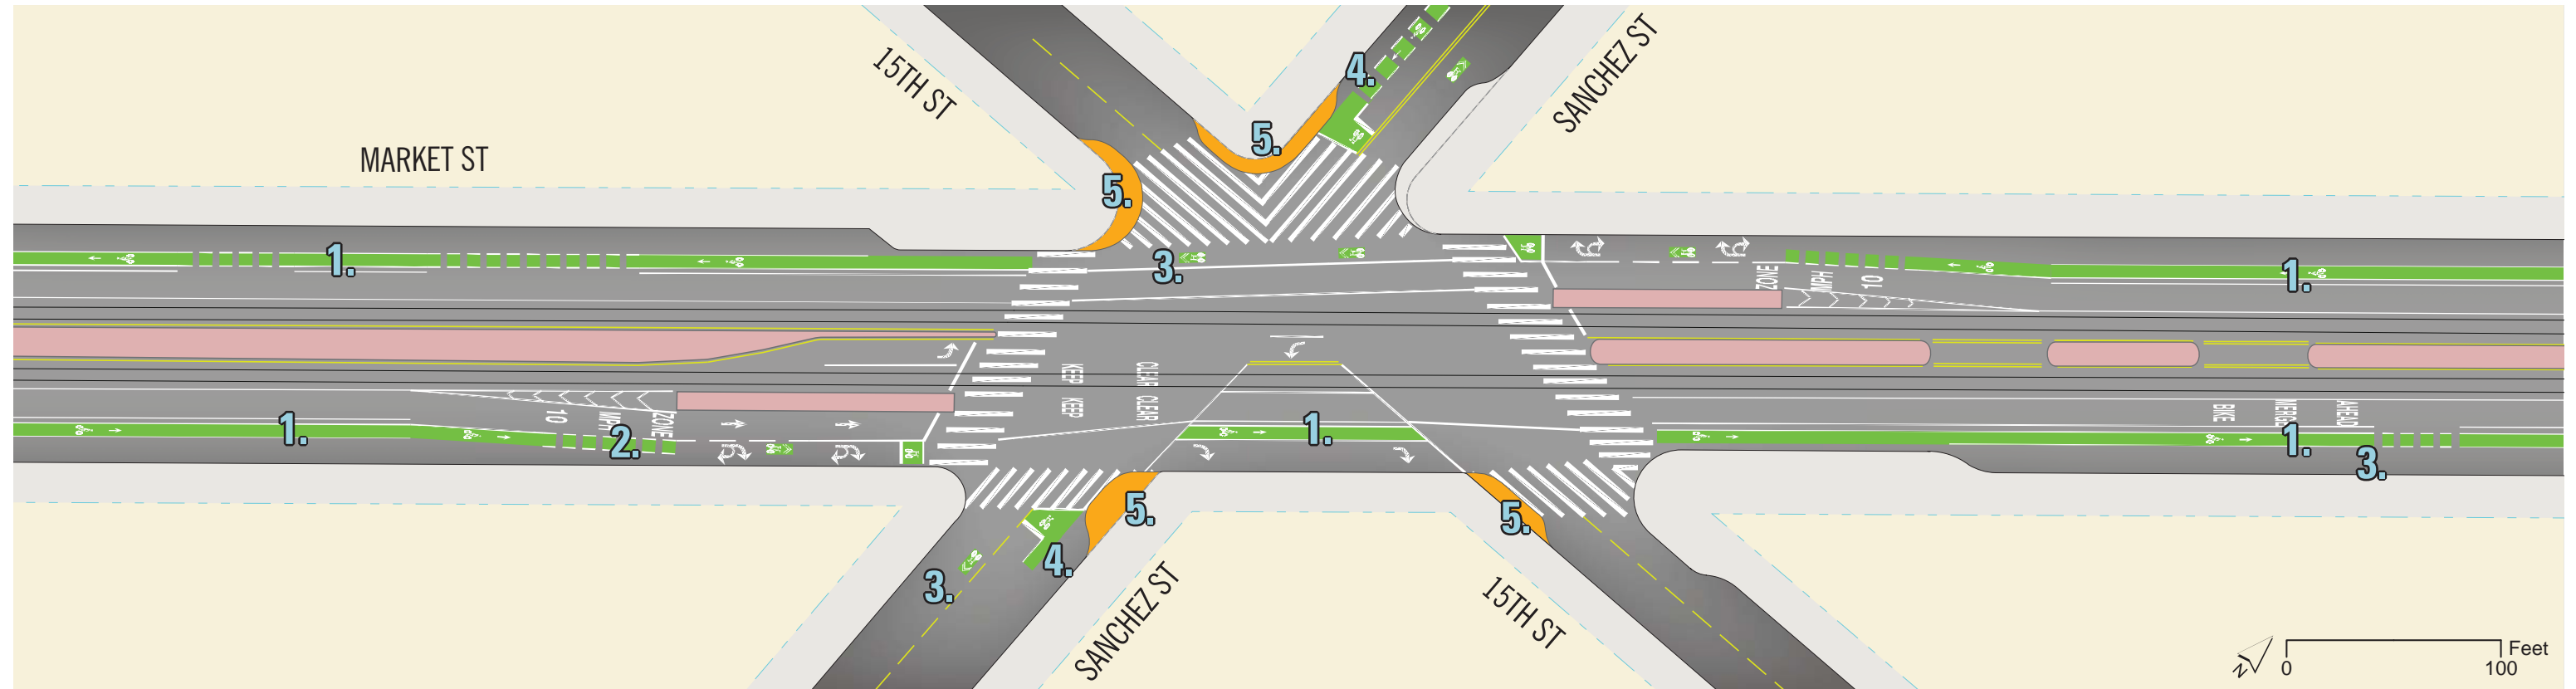 15TH ST
SANCHEZ ST
4.
MARKET ST
5.
5.
1.
3.
ZONE
MPH
10
1.
KEEP
CLEAR
KEEP
CLEAR
10
MPH
ZONE
1.
2.
1.
BIKE
MERGE
AHEAD
1.
3.
5.
5.
4.
3.
SANCHEZ ST
15TH ST
N
0
100
Feet